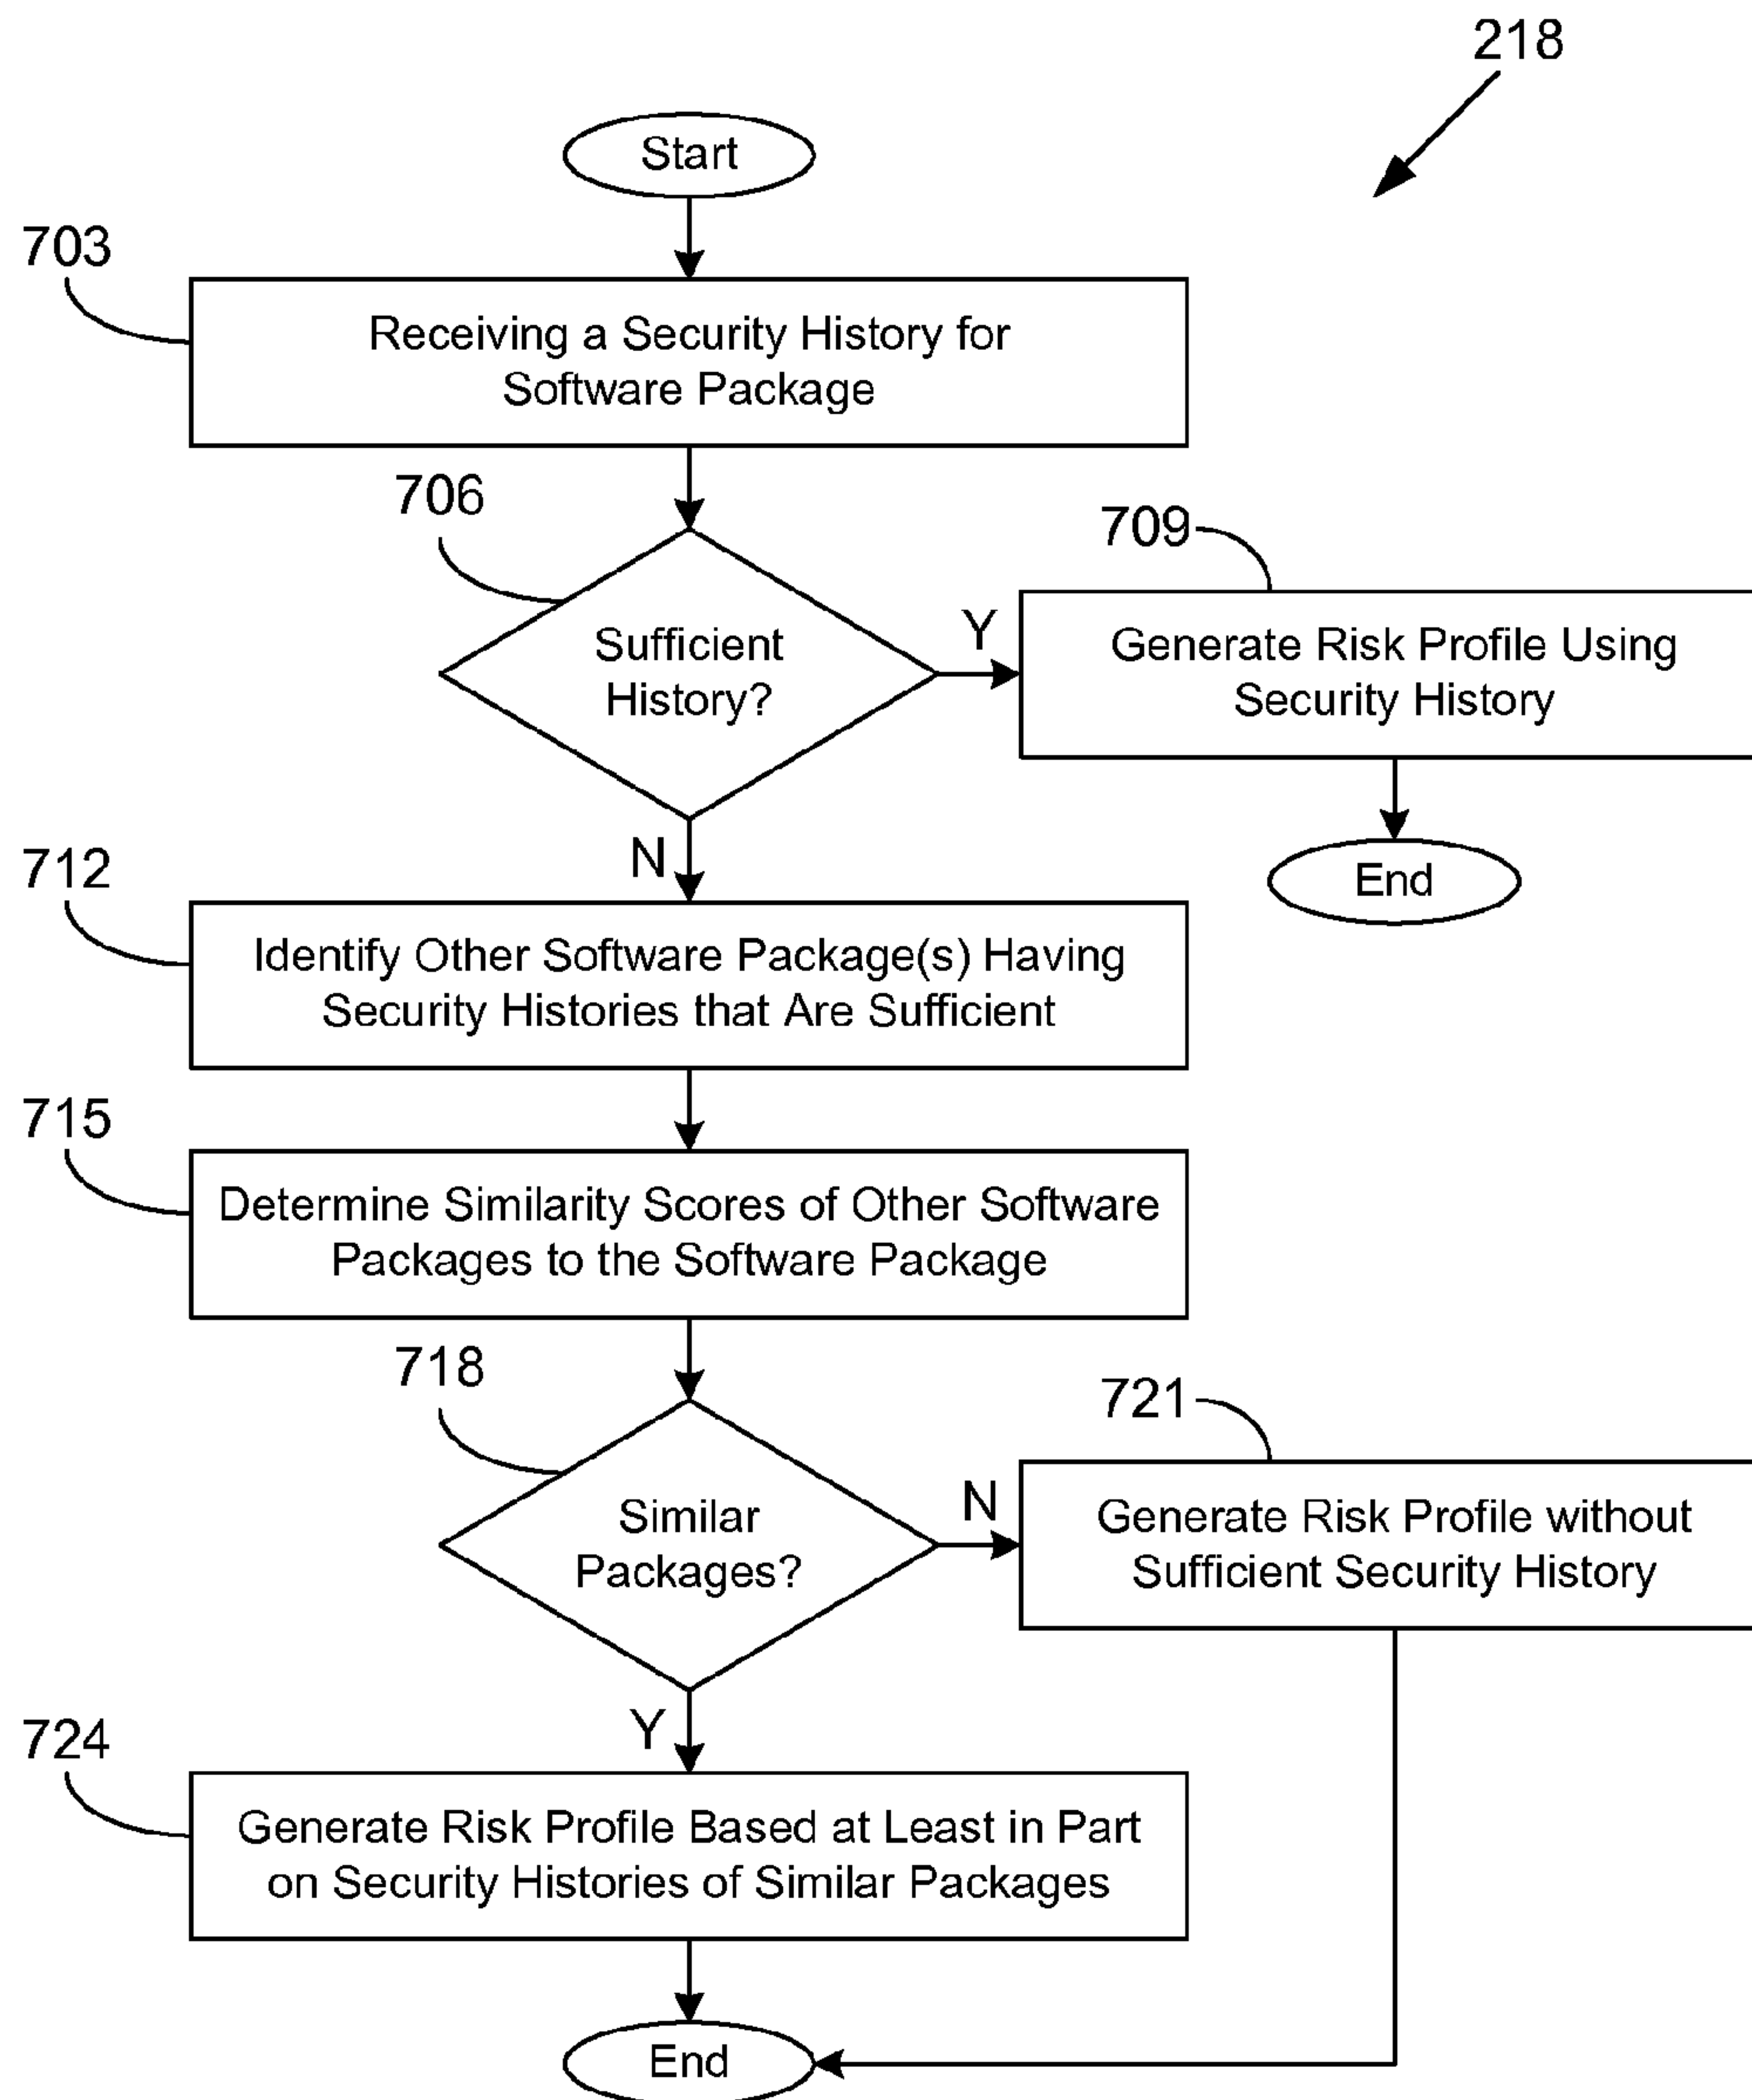 218
Start
703
Receiving a Security History for
Software Package
706
Sufficient
History?
Y
709
Generate Risk Profile Using
Security History
End
N
712
Identify Other Software Package(s) Having
Security Histories that Are Sufficient
715
Determine Similarity Scores of Other Software
Packages to the Software Package
718
Similar
Packages?
N
721
Generate Risk Profile without
Sufficient Security History
Y
724
Generate Risk Profile Based at Least in Part
on Security Histories of Similar Packages
End